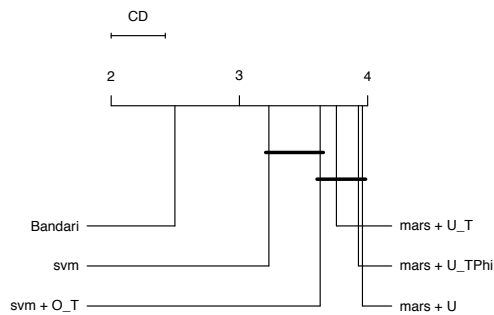 CD
2 3 4
Bandari mars + U_T
svm mars + U_TPhi
svm + O_T mars + U